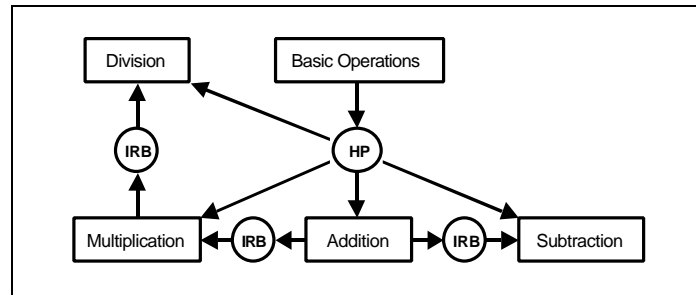 Division
Basic Operations
IRB
HP
Multiplication
IRB
Addition
IRB
Subtraction